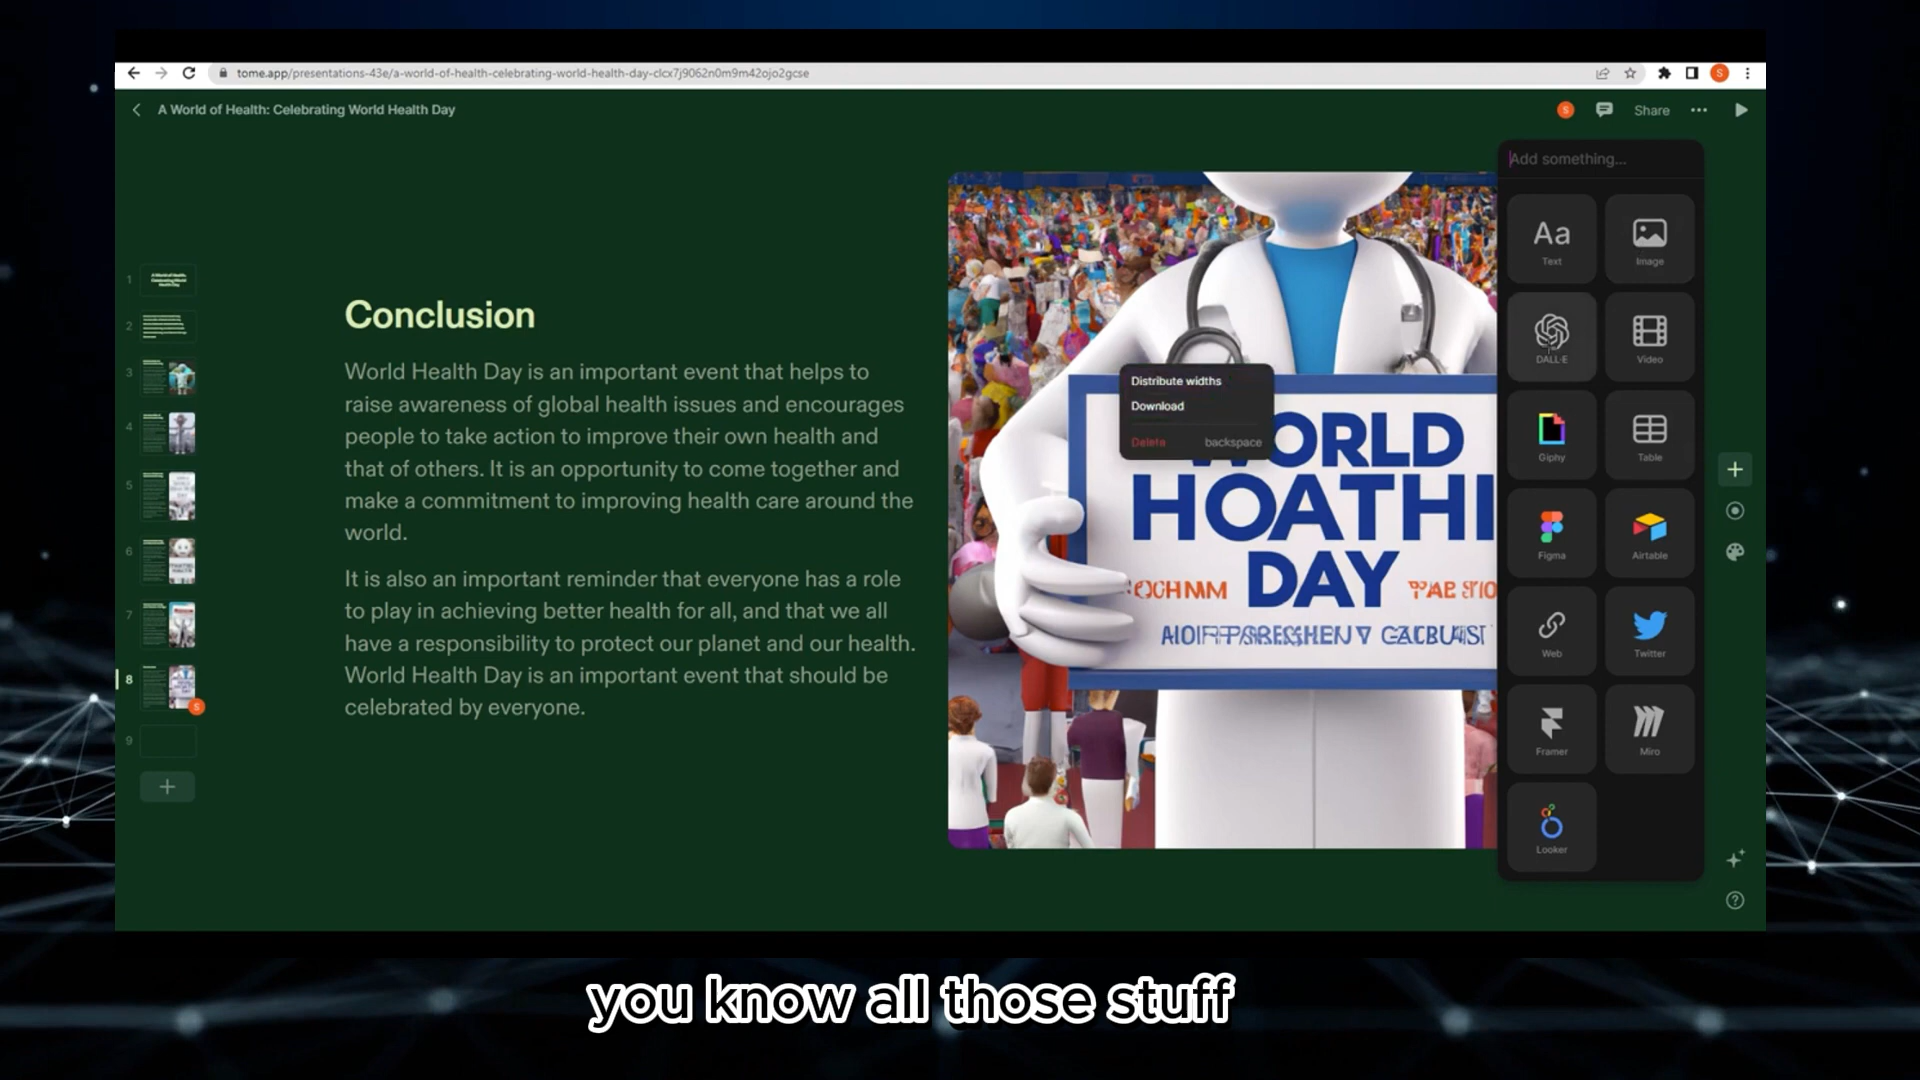 tome.app/presentations-43e/a-world-of-health-celebrating-world-health-day-clcx7j9062n0m9m42ojo2gcse
S
A World of Health: Celebrating World Health Day
S
Share
Add something...
Aa
Text
Image
DALL·E
Video
Giphy
Table
Figma
Airtable
Web
Twitter
Framer
Miro
Looker
1
2
3
4
5
6
7
8
S
9
Conclusion
World Health Day is an important event that helps to
raise awareness of global health issues and encourages
people to take action to improve their own health and
that of others. It is an opportunity to come together and
make a commitment to improving health care around the
world.
It is also an important reminder that everyone has a role
to play in achieving better health for all, and that we all
have a responsibility to protect our planet and our health.
World Health Day is an important event that should be
celebrated by everyone.
Distribute widths
Download
Delete backspace
WORLD
HOATHI
DAY
you know all those stuff